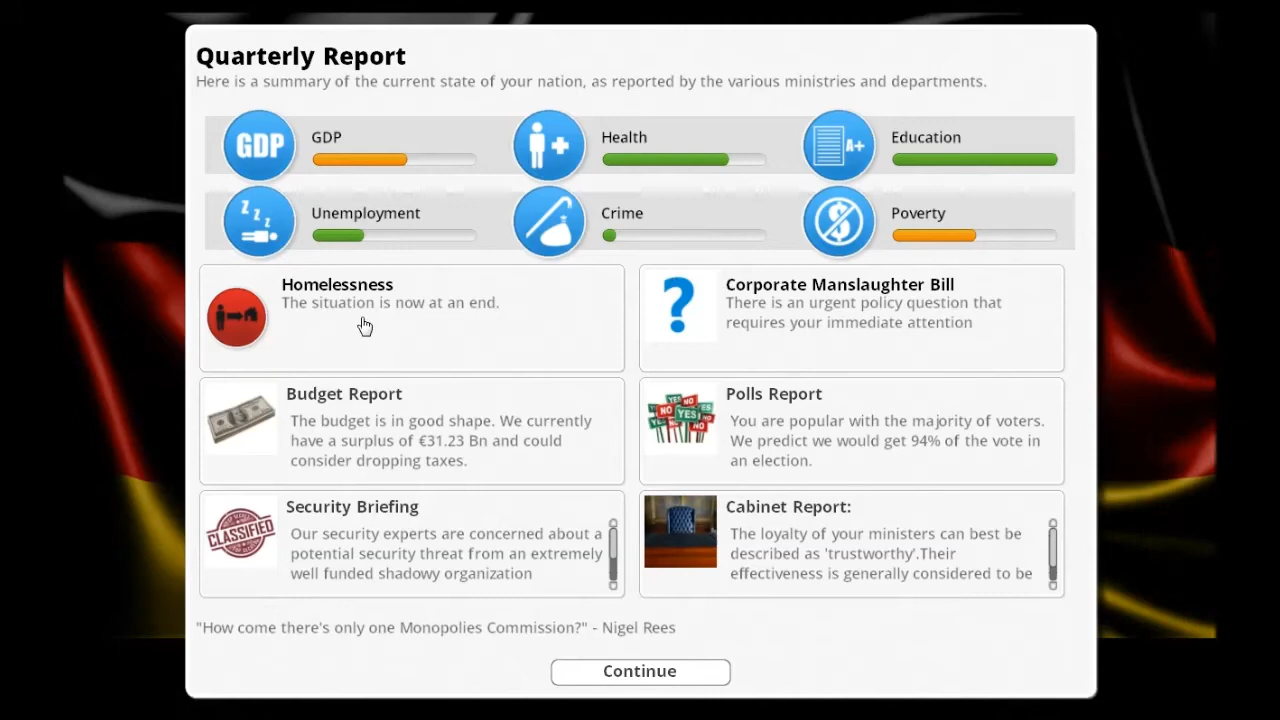 Quarterly Report
Here is a summary of the current state of your nation, as reported by the various ministries and departments.
GDP
GDP
Health
A+
Education
Z Z Z
Unemployment
Crime
Poverty
Homelessness
The situation is now at an end.
?
Corporate Manslaughter Bill
There is an urgent policy question that
requires your immediate attention
Budget Report
The budget is in good shape. We currently
have a surplus of €31.23 Bn and could
consider dropping taxes.
YES NO
NO YES
NO
Polls Report
You are popular with the majority of voters.
We predict we would get 94% of the vote in
an election.
CLASSIFIED
Security Briefing
Our security experts are concerned about a
potential security threat from an extremely
well funded shadowy organization
Cabinet Report:
The loyalty of your ministers can best be
described as 'trustworthy'.Their
effectiveness is generally considered to be
"How come there's only one Monopolies Commission?" - Nigel Rees
Continue